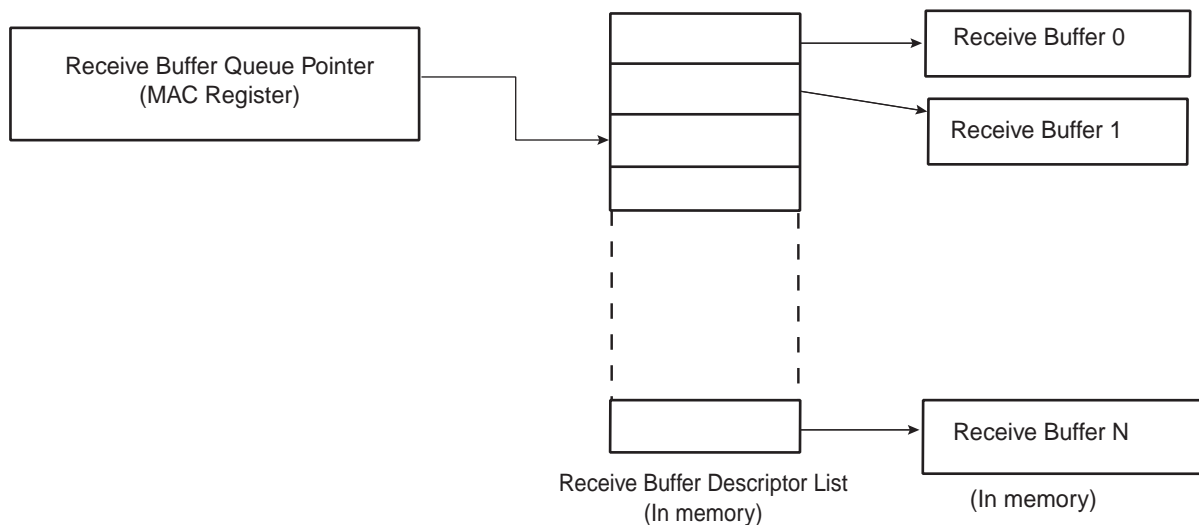 Receive Buffer Queue Pointer
(MAC Register)
Receive Buffer 0
Receive Buffer 1
Receive Buffer N
Receive Buffer Descriptor List
(In memory)
(In memory)